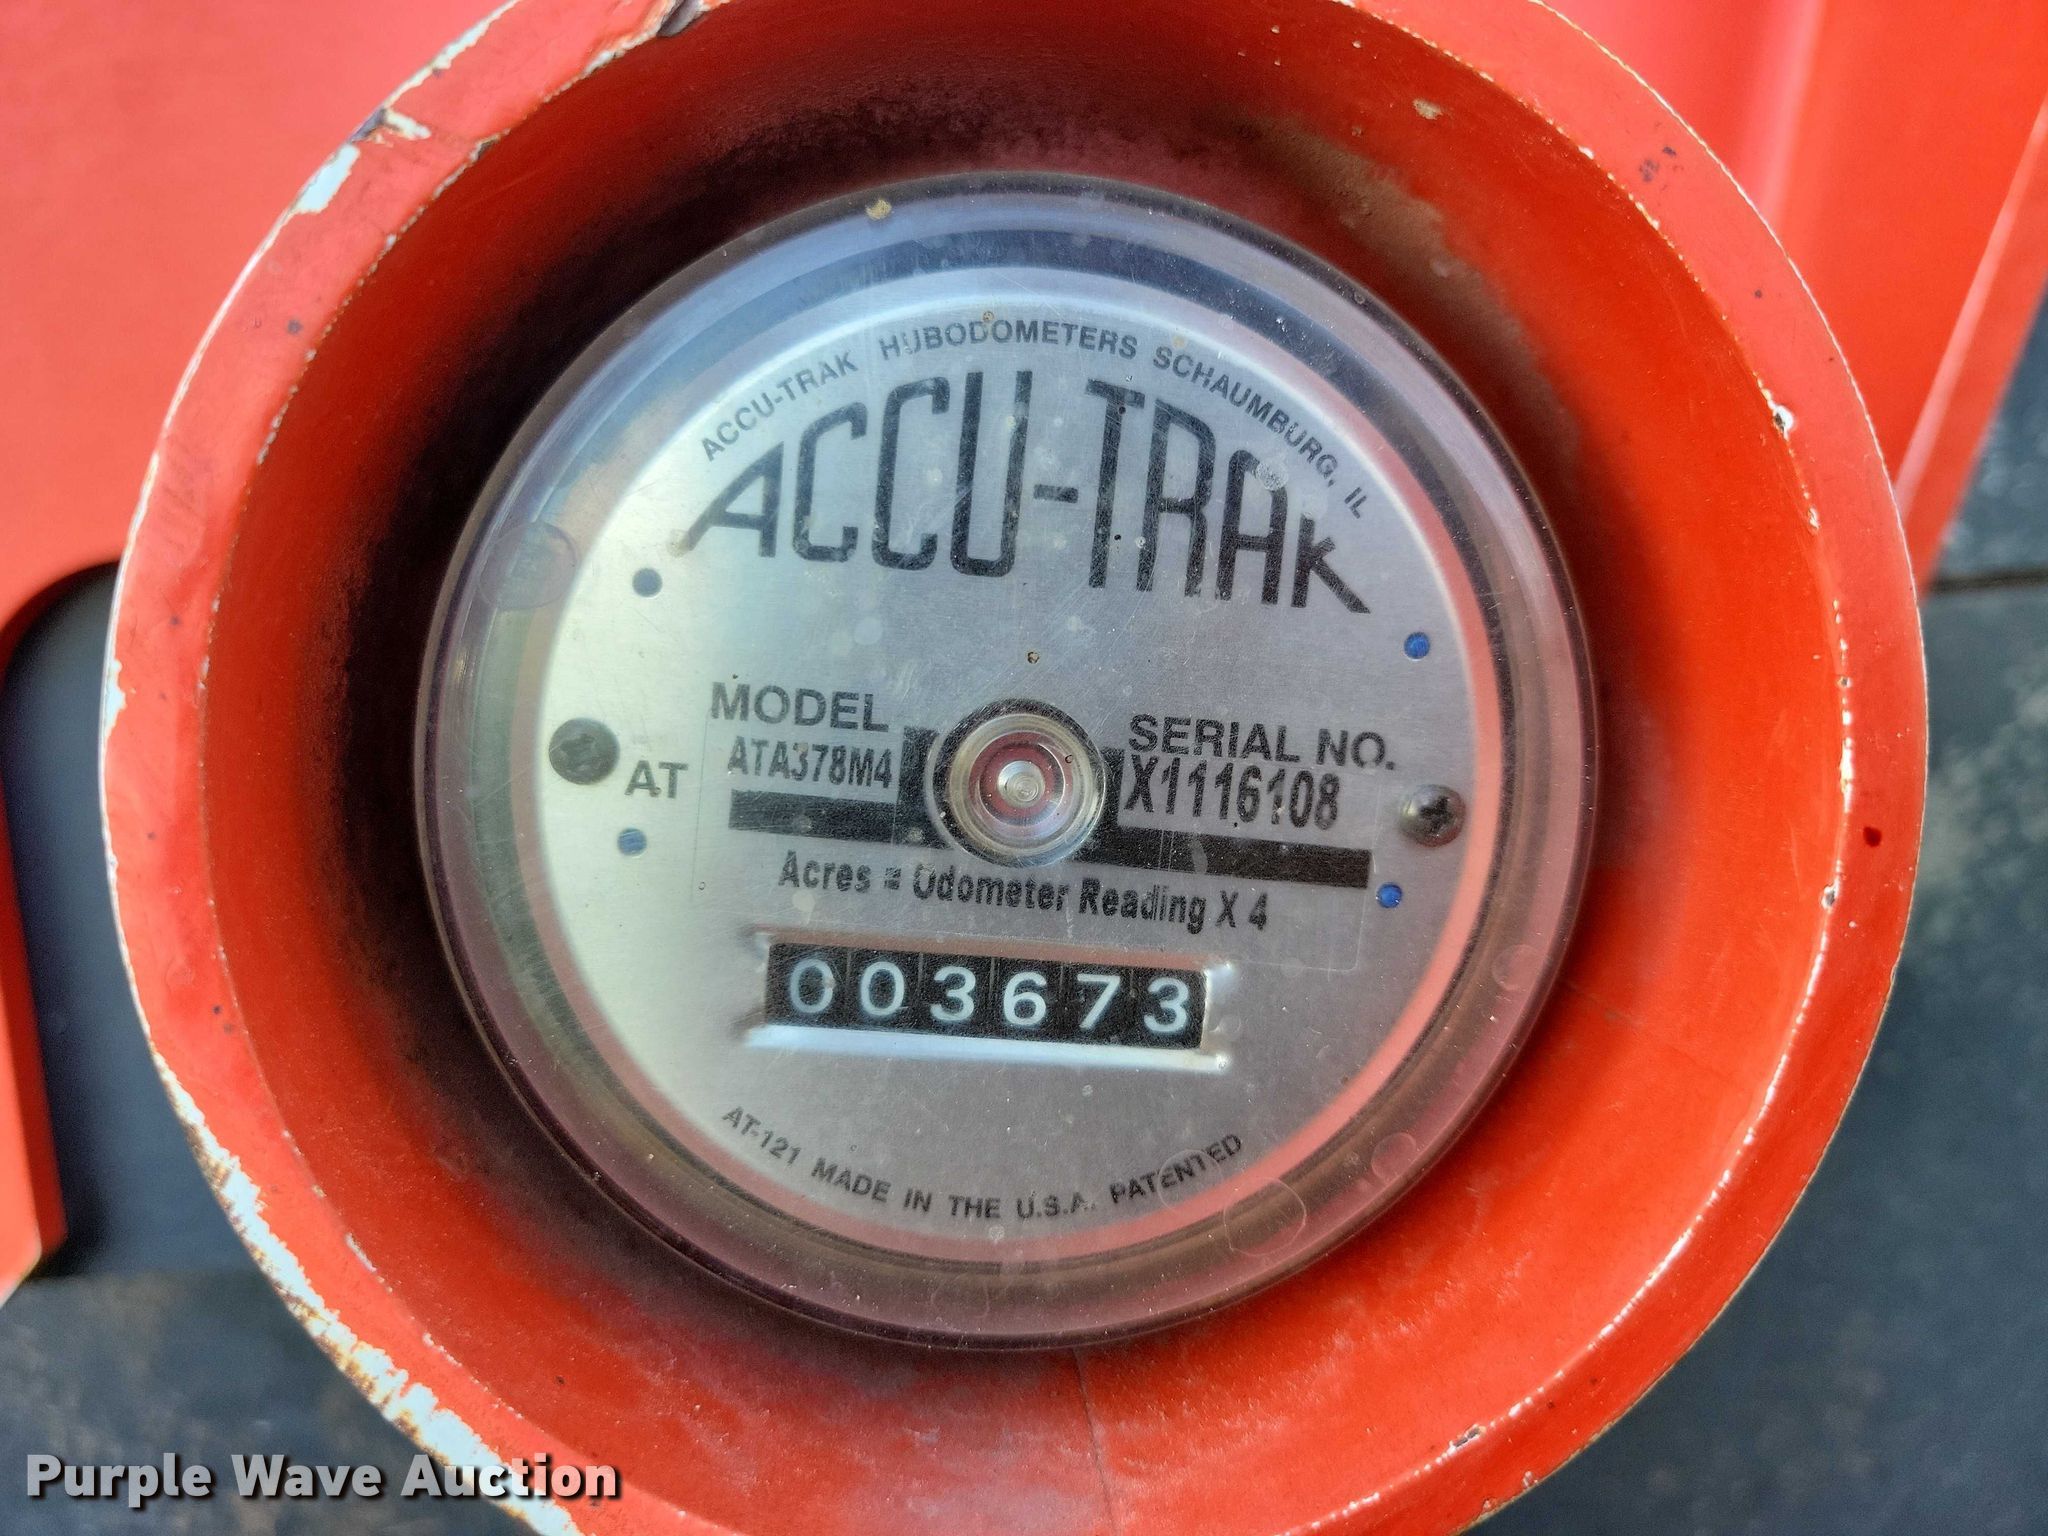 ACCU-TRAK HUBODOMETERS SCHAUMBURG, IL
ACCU-TRAK
MODEL
ATA378M4
SERIAL NO.
X1116108
AT
Acres = Odometer Reading X 4
003673
AT-121 MADE IN THE U.S.A. PATENTED
Purple Wave Auction